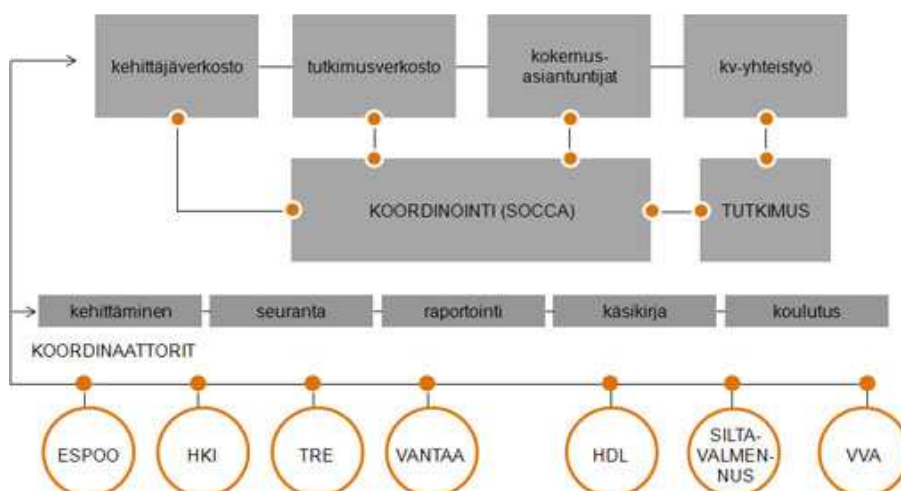 kehittäjäverkosto
tutkimusverkosto
kokemus-
asiantuntijat
kv-yhteistyö
KOORDINOINTI (SOCCA)
TUTKIMUS
kehittäminen
seuranta
raportointi
käsikirja
koulutus
KOORDINAATTORIT
ESPOO
HKI
TRE
VANTAA
HDL
SILTA-
VALMEN-
NUS
VVA